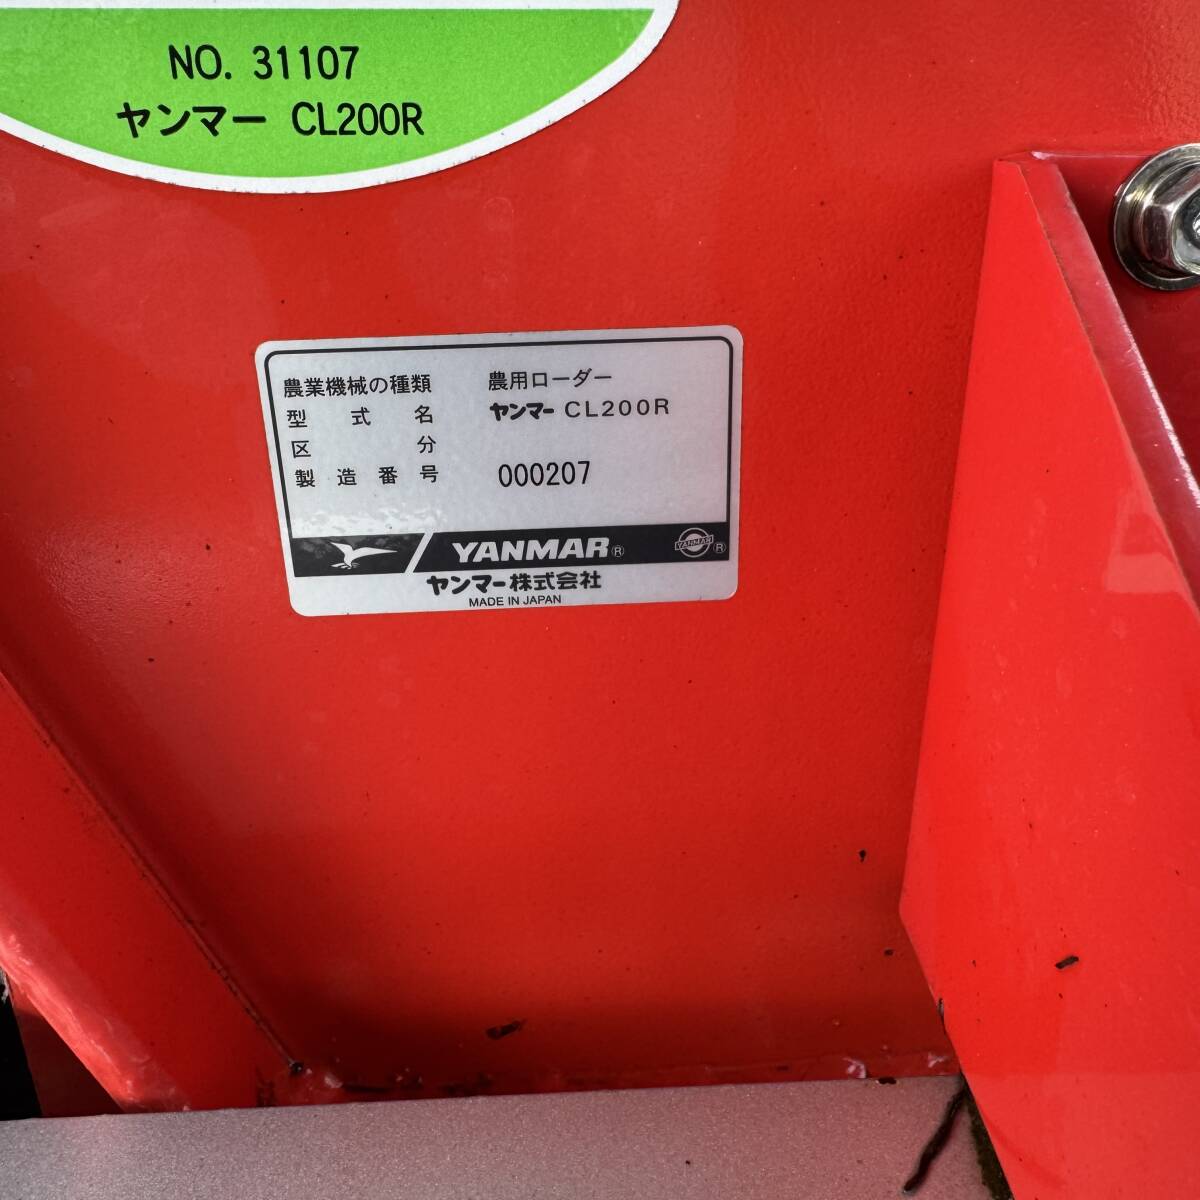 NO. 31107
ヤンマー CL200R
農業機械の種類 農用ローダー
型式名 ヤンマー CL200R
区分
製造番号 000207
YANMAR® YANMAR ®
ヤンマー株式会社
MADE IN JAPAN